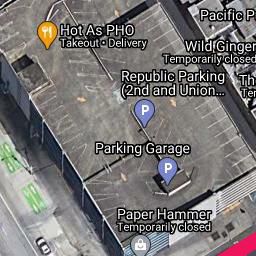 Pacific P
Hot As PHO
Takeout • Delivery
Wild Ginger
Temporarily closed
Republic Parking
(2nd and Union...
Th
Ten
P
Parking Garage
P
Paper Hammer
Temporarily closed